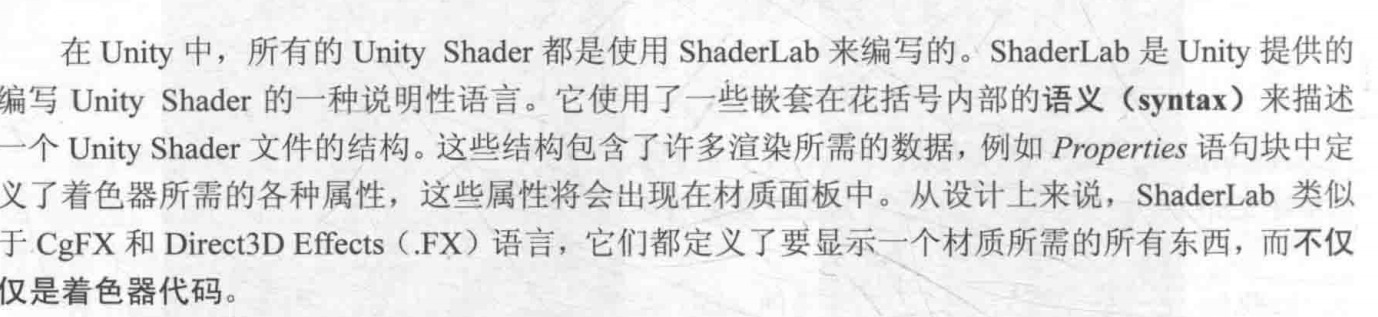 在 Unity 中，所有的 Unity Shader 都是使用 ShaderLab 来编写的。ShaderLab 是 Unity 提供的
编写 Unity Shader 的一种说明性语言。它使用了一些嵌套在花括号内部的语义（syntax）来描述
一个 Unity Shader 文件的结构。这些结构包含了许多渲染所需的数据，例如 Properties 语句块中定
义了着色器所需的各种属性，这些属性将会出现在材质面板中。从设计上来说，ShaderLab 类似
于 CgFX 和 Direct3D Effects（.FX）语言，它们都定义了要显示一个材质所需的所有东西，而不仅
仅是着色器代码。